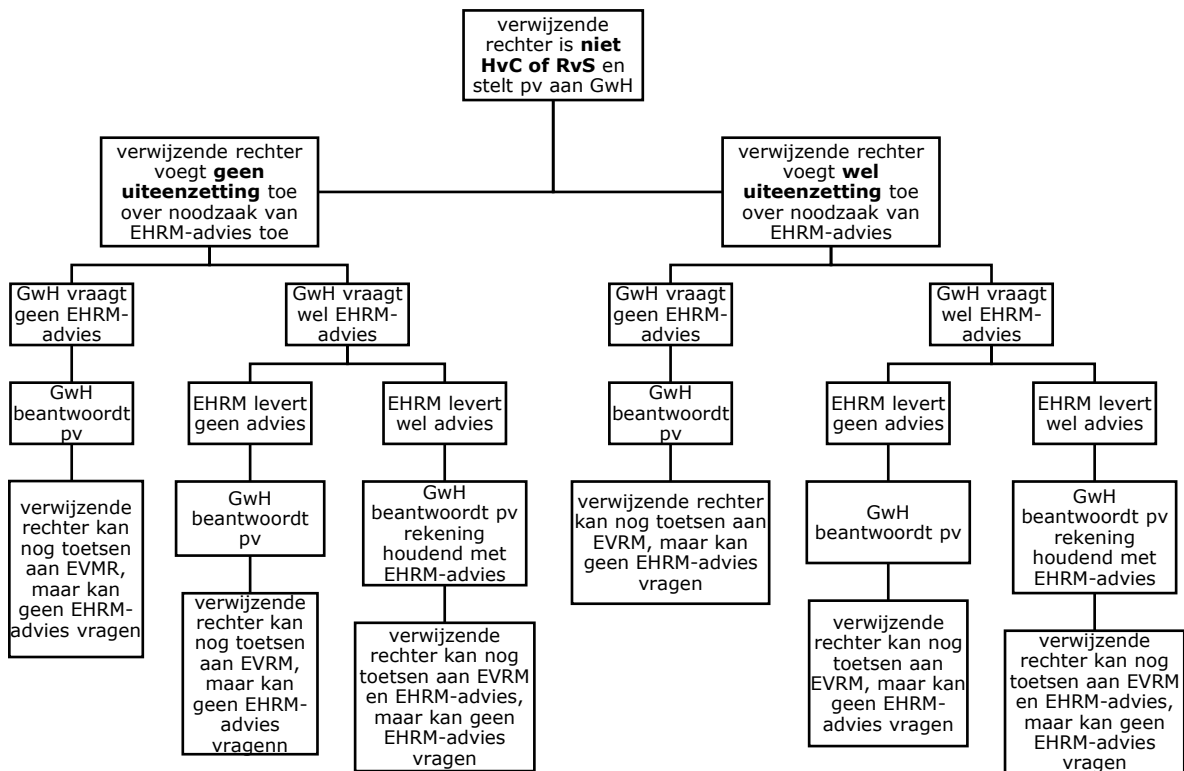 verwijzende
rechter is niet
HvC of RvS en
stelt pv aan GwH
verwijzende rechter
voegt geen
uiteenzetting toe
over noodzaak van
EHRM-advies toe
verwijzende rechter
voegt wel
uiteenzetting toe
over noodzaak van
EHRM-advies
GwH vraagt
geen EHRM-
advies
GwH vraagt
wel EHRM-
advies
GwH vraagt
geen EHRM-
advies
GwH vraagt
wel EHRM-
advies
GwH
beantwoordt
pv
EHRM levert
geen advies
EHRM levert
wel advies
GwH
beantwoordt
pv
EHRM levert
geen advies
EHRM levert
wel advies
verwijzende
rechter kan
nog toetsen
aan EVMR,
maar kan
geen EHRM-
advies vragen
GwH
beantwoordt
pv
GwH
beantwoordt pv
rekening
houdend met
EHRM-advies
verwijzende rechter
kan nog toetsen aan
EVRM, maar kan
geen EHRM-advies
vragen
GwH
beantwoordt pv
GwH
beantwoordt pv
rekening
houdend met
EHRM-advies
verwijzende
rechter kan
nog toetsen
aan EVRM,
maar kan
geen EHRM-
advies
vragenn
verwijzende
rechter kan nog
toetsen aan EVRM
en EHRM-advies,
maar kan geen
EHRM-advies
vragen
verwijzende
rechter kan nog
toetsen aan
EVRM, maar kan
geen EHRM-
advies vragen
verwijzende
rechter kan nog
toetsen aan EVRM
en EHRM-advies,
maar kan geen
EHRM-advies
vragen